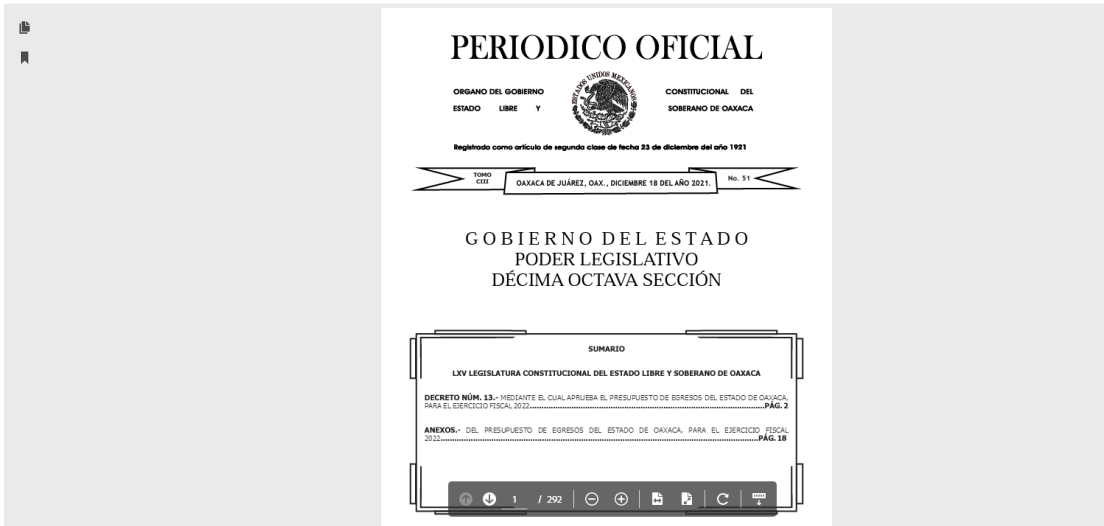 PERIODICO OFICIAL
ESTADOS UNIDOS MEXICANOS
ORGANO DEL GOBIERNO
CONSTITUCIONAL DEL
ESTADO LIBRE Y
SOBERANO DE OAXACA
Registrado como artículo de segunda clase de fecha 23 de diciembre del año 1921
TOMO
CIII
OAXACA DE JUÁREZ, OAX., DICIEMBRE 18 DEL AÑO 2021.
No. 51
GOBIERNO DEL ESTADO
PODER LEGISLATIVO
DÉCIMA OCTAVA SECCIÓN
SUMARIO
LXV LEGISLATURA CONSTITUCIONAL DEL ESTADO LIBRE Y SOBERANO DE OAXACA
DECRETO NÚM. 13.- MEDIANTE EL CUAL APRUEBA EL PRESUPUESTO DE EGRESOS DEL ESTADO DE OAXACA,
PARA EL EJERCICIO FISCAL 2022....................PÁG. 2
ANEXOS.- DEL PRESUPUESTO DE EGRESOS DEL ESTADO DE OAXACA, PARA EL EJERCICIO FISCAL
2022....................PÁG. 18
1 / 292